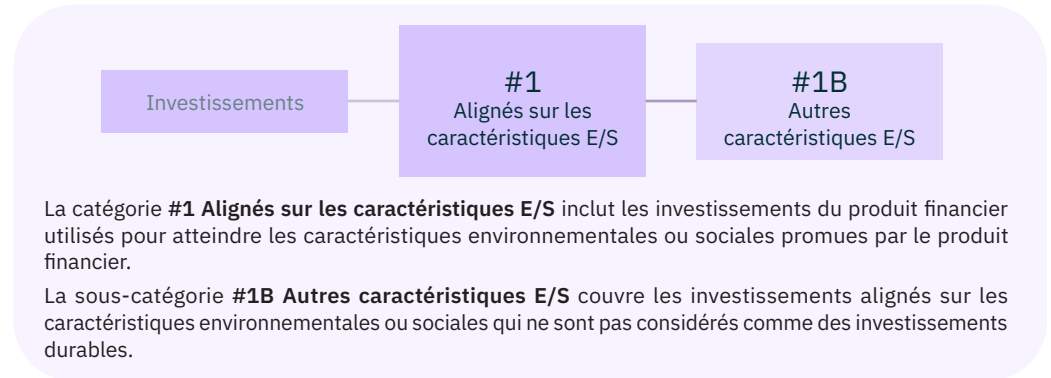 Investissements
#1
Alignés sur les
caractéristiques E/S
#1B
Autres
caractéristiques E/S
La catégorie #1 Alignés sur les caractéristiques E/S inclut les investissements du produit financier
utilisés pour atteindre les caractéristiques environnementales ou sociales promues par le produit
financier.
La sous-catégorie #1B Autres caractéristiques E/S couvre les investissements alignés sur les
caractéristiques environnementales ou sociales qui ne sont pas considérés comme des investissements
durables.